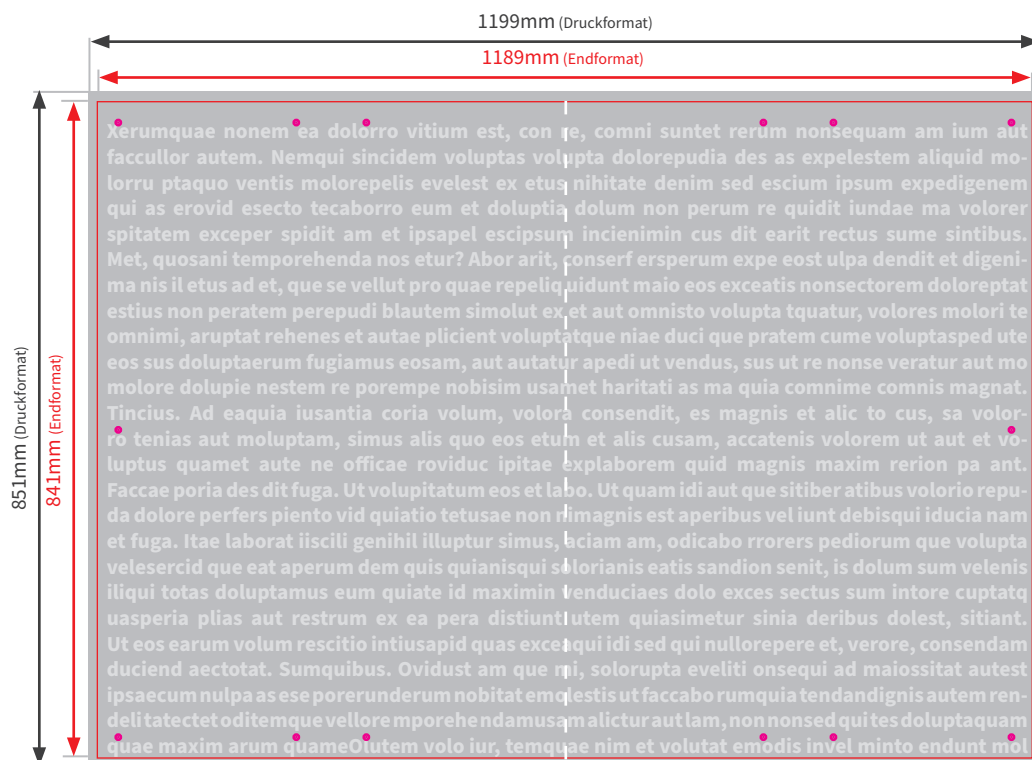 1199mm (Druckformat)
1189mm (Endformat)
851mm (Druckformat)
841mm (Endformat)
Xerumquae nonem ea dolorro vitium est, con re, comni suntet rerum nonsequam am ium aut
faccullor autem. Nemqui sincidem voluptas volupta dolorepudia des as expelestem aliquid mo-
lorru ptaquo ventis molorepelis evelest ex etus nihitate denim sed escium ipsum expedigenem
qui as erovid esecto tecaborro eum et doluptia dolum non perum re quidit iundae ma volorer
spitatem exceper spidit am et ipsapel escipsum incienimin cus dit earit rectus sume sintibus.
Met, quosani temporehenda nos etur? Abor arit, conserf ersperum expe eost ulpa dendit et digeni-
ma nis il etus ad et, que se vellut pro quae repeliquidunt maio eos exceatis nonsectorem doloreptat
estius non peratem perepudi blautem simolut ex et aut omnisto volupta tquatur, volores molori te
omnimi, aruptat rehenes et autae plicient voluptatque niae duci que pratem cume voluptasped ute
eos sus doluptaerum fugiamus eosam, sit autatur apedi ut vendus, sus ut re nonse veratur aut mo
molore dolupie nestem re porempe nobisim usamet haritati as ma quia comnime comnis magnat.
Tincius. Ad eaquia iusantia coria volum, volora consendit, es magnis et alic to cus, sa volor-
ro tenias aut moluptam, simus alis quo eos etum et alis cusam, accatenis volorem ut aut et vo-
luptus quamet aute ne officae rovidus ipitae explaborem quid magnis maxim rerion pa ant.
Faccae poria des dit fuga. Ut volupitatum eos et labo. Ut quam idi aut que sitiber atibus volorio repu-
da dolore perfers piento vid quiatio tetusae non nimagnis est aperibus vel iunt debisqui iducia nam
et fuga. Itae laborat iiscili genihil illuptur simus, aciam am, odicabo rrorers pediorum que volupta
velesercid que eat aperum dem quis quianisqui solorianis eatis sandion senit, is dolum sum velenis
iliqui totas doluptamus eum quiate id maximin venduciaes dolo exces sectus sum intore cuptatq
uasperia plias aut restrum ex ea pera distiunt utem quiasimetur sinia deribus dolest, sitiant.
Ut eos earum volum rescitio intiusapid quas exceaqui idi sed qui nullorepere et, verore, consendam
duciend aectotat. Sumquibus. Ovidust am que mi, solorupta eveliti onsequi ad maiossitat autest
ipsaecum nulpa as ese porerunderum nobitat emolestis ut faccabo rumquia tendandignis autem ren-
deli tatectet oditemque vellore mporehendamusam alictur aut lam, non nonsed qui tes doluptaquam
quae maxim arum quameOlutem volo iur, temquae nim et volutat emodis invel minto endunt mol